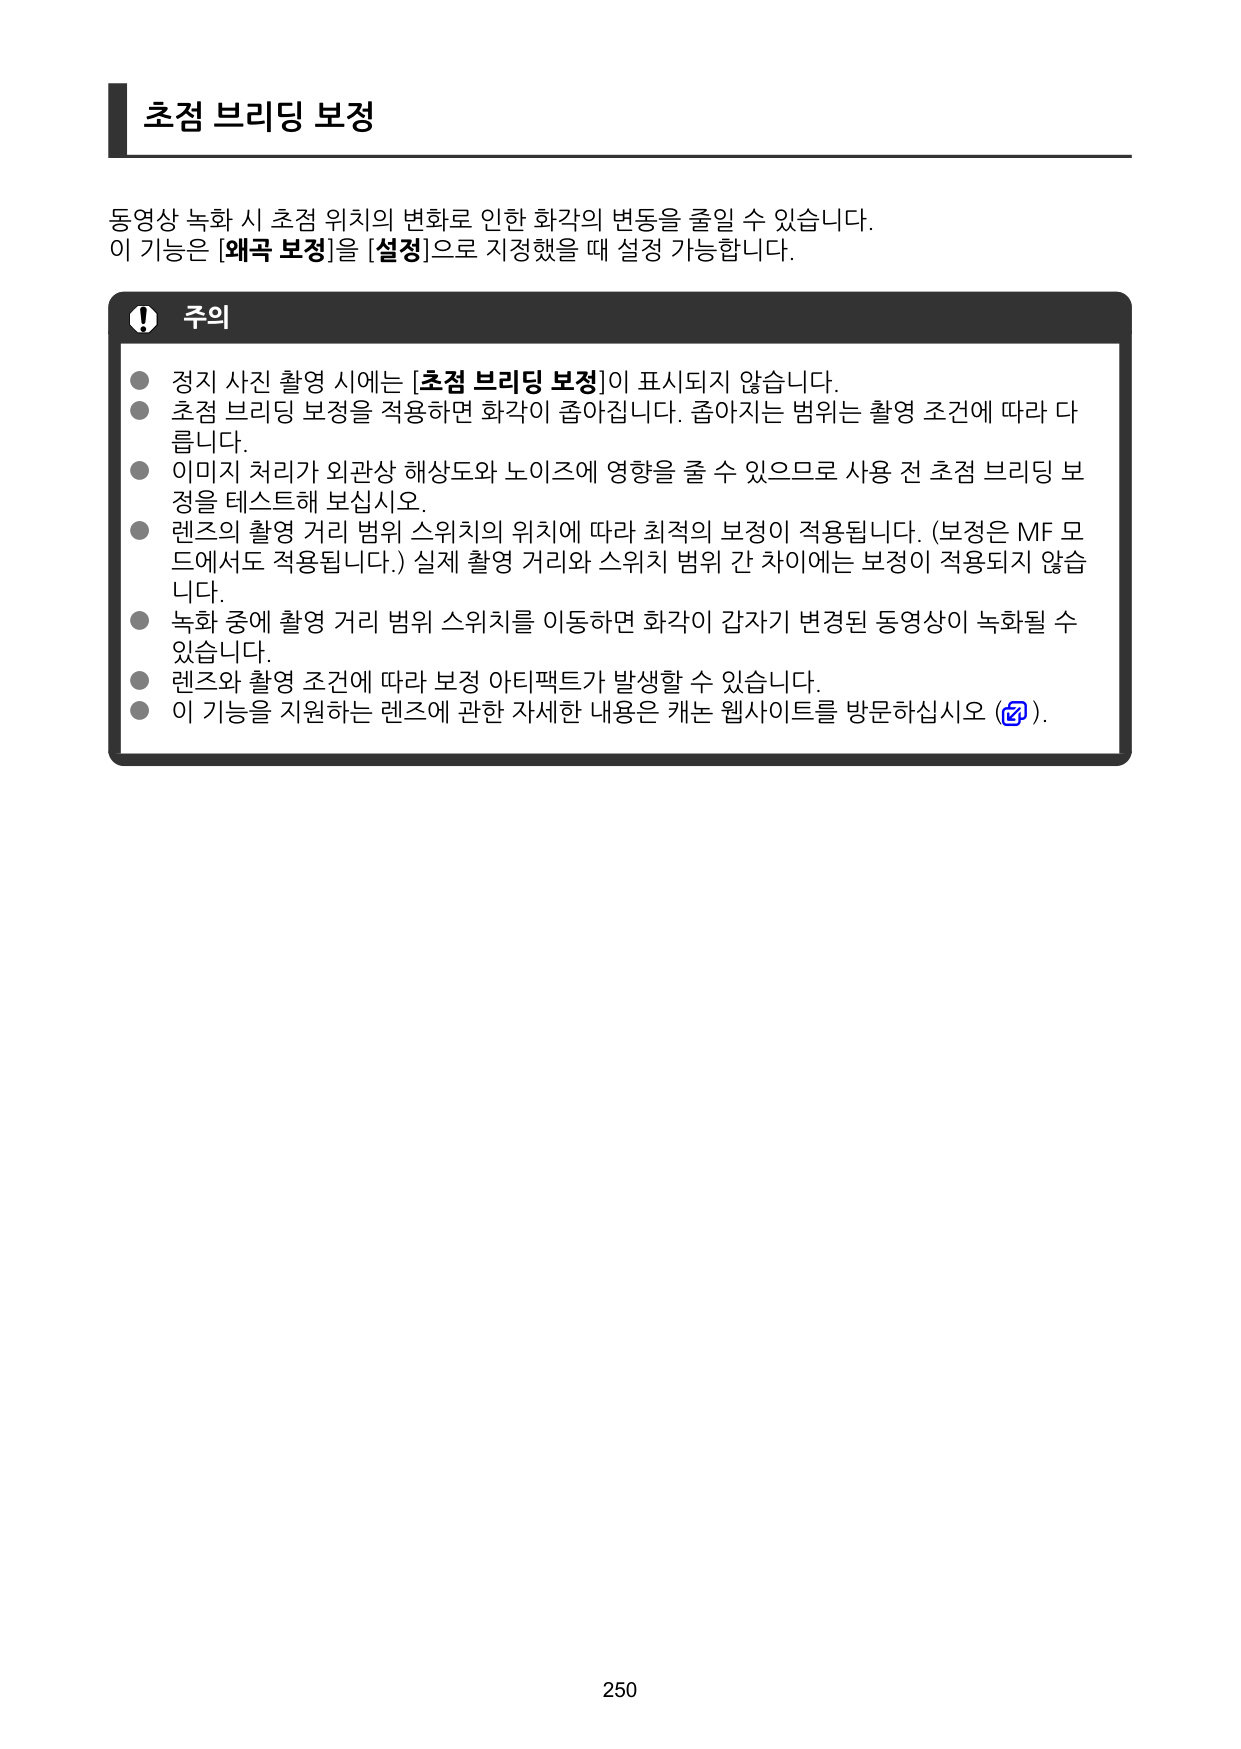 초점 브리딩 보정
동영상 녹화 시 초점 위치의 변화로 인한 화각의 변동을 줄일 수 있습니다.
이 기능은 [왜곡 보정]을 [설정]으로 지정했을 때 설정 가능합니다.
주의
● 정지 사진 촬영 시에는 [초점 브리딩 보정]이 표시되지 않습니다.
● 초점 브리딩 보정을 적용하면 화각이 좁아집니다. 좁아지는 범위는 촬영 조건에 따라 다
릅니다.
● 이미지 처리가 외관상 해상도와 노이즈에 영향을 줄 수 있으므로 사용 전 초점 브리딩 보
정을 테스트해 보십시오.
● 렌즈의 촬영 거리 범위 스위치의 위치에 따라 최적의 보정이 적용됩니다. (보정은 MF 모
드에서도 적용됩니다.) 실제 촬영 거리와 스위치 범위 간 차이에는 보정이 적용되지 않습
니다.
● 녹화 중에 촬영 거리 범위 스위치를 이동하면 화각이 갑자기 변경된 동영상이 녹화될 수
있습니다.
● 렌즈와 촬영 조건에 따라 보정 아티팩트가 발생할 수 있습니다.
● 이 기능을 지원하는 렌즈에 관한 자세한 내용은 캐논 웹사이트를 방문하십시오 ( ).
250